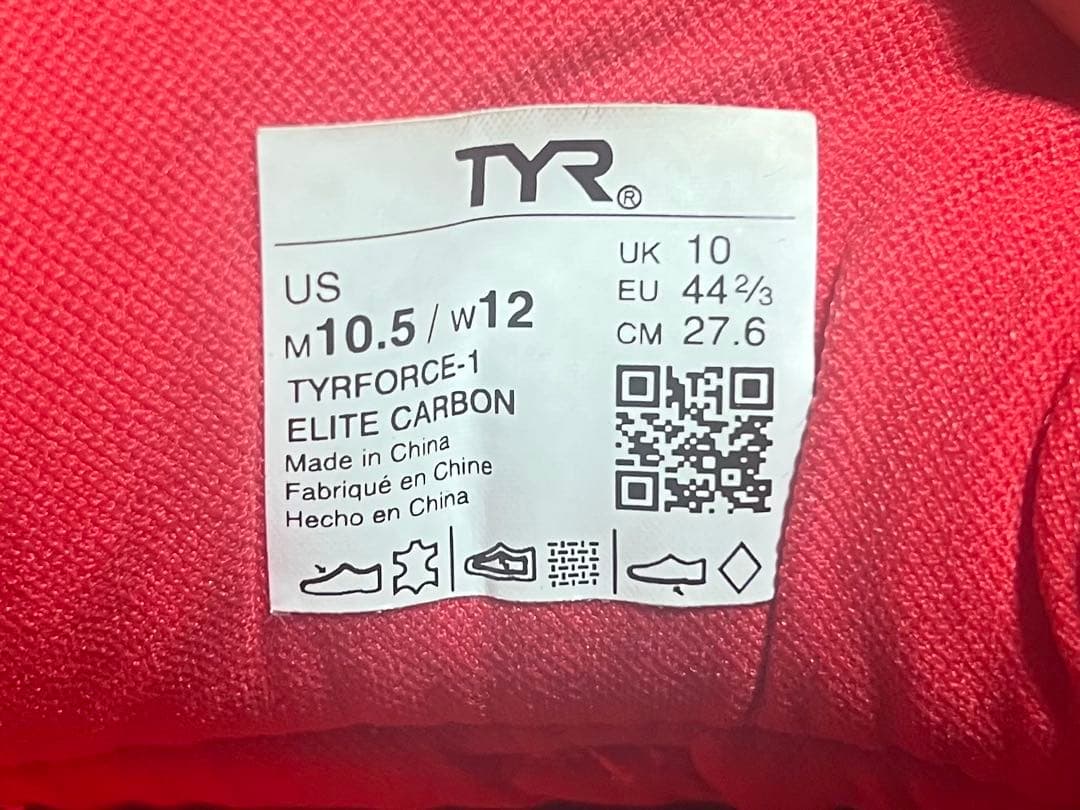 TYR®
US
M10.5 / W12
TYRFORCE-1
ELITE CARBON
Made in China
Fabriqué en Chine
Hecho en China
UK 10
EU 44 2/3
CM 27.6